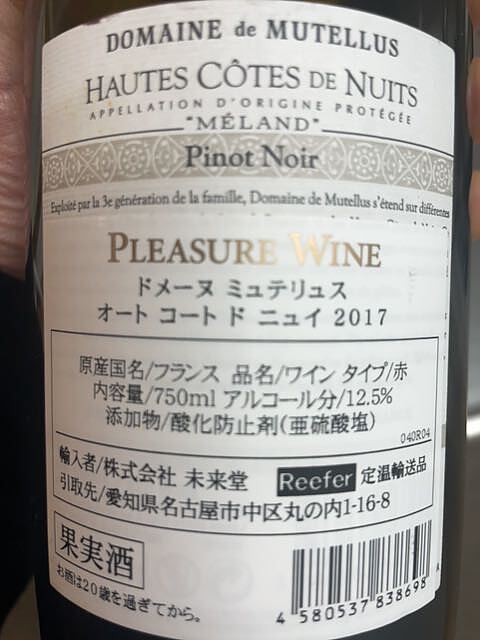 DOMAINE de MUTELLUS
HAUTES CÔTES DE NUITS
APPELLATION D'ORIGINE PROTÉGÉE
"MÉLAND"
Pinot Noir
Exploité par la 3e génération de la famille, Domaine de Mutellus s'étend sur différentes
PLEASURE WINE
ドメーヌ ミュテリュス
オート コート ド ニュイ 2017
原産国名/フランス 品名/ワイン タイプ/赤
内容量/750ml アルコール分/12.5%
添加物/酸化防止剤(亜硫酸塩)
040R04
輸入者/株式会社 未来堂 Reefer 定温輸送品
引取先/愛知県名古屋市中区丸の内1-16-8
果実酒
お酒は20歳を過ぎてから。
4 580537 838698